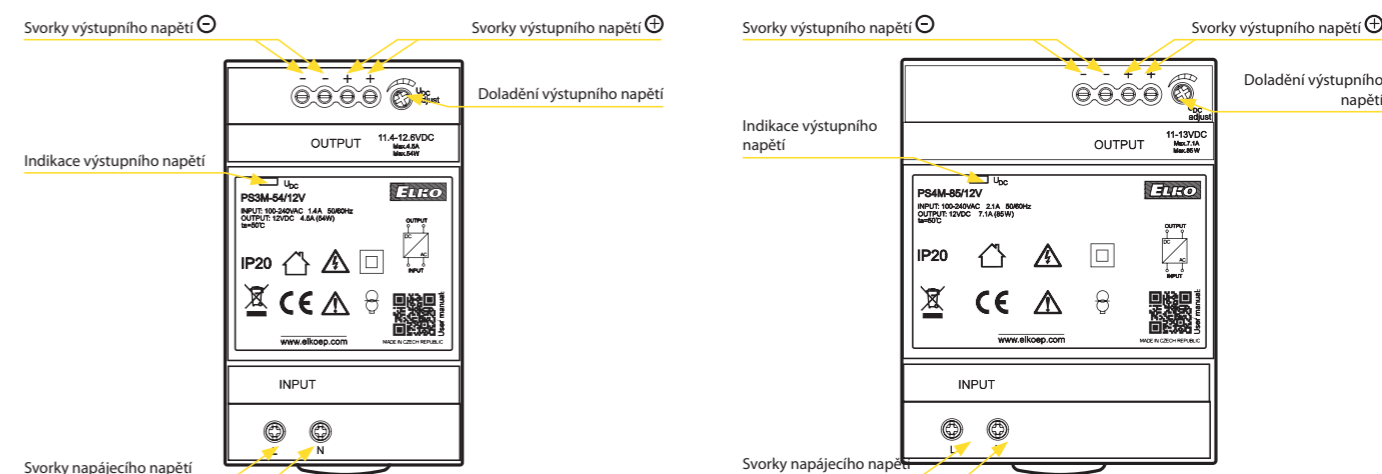 Svorky výstupního napětí ⊖
Svorky výstupního napětí ⊕
- - + +
UDC
adjust
Doladění výstupního napětí
OUTPUT
11.4-12.6VDC
Max.4.5A
Max.54W
Indikace výstupního napětí
UDC
PS3M-54/12V
ELKO
INPUT: 100-240VAC 1.4A 50/60Hz
OUTPUT: 12VDC 4.5A (54W)
ta=50°C
OUTPUT
DC
AC
INPUT
IP20
CE
User manual:
www.elkoep.com
MADE IN CZECH REPUBLIC
INPUT
L
N
Svorky napájecího napětí
Svorky výstupního napětí ⊖
Svorky výstupního napětí ⊕
- - + +
UDC
adjust
Doladění výstupního
napětí
OUTPUT
11-13VDC
Max.7.1A
Max.85W
Indikace výstupního
napětí
UDC
PS4M-85/12V
ELKO
INPUT: 100-240VAC 2.1A 50/60Hz
OUTPUT: 12VDC 7.1A (85W)
ta=50°C
OUTPUT
DC
AC
INPUT
IP20
CE
User manual:
www.elkoep.com
MADE IN CZECH REPUBLIC
INPUT
L
Svorky napájecího napětí